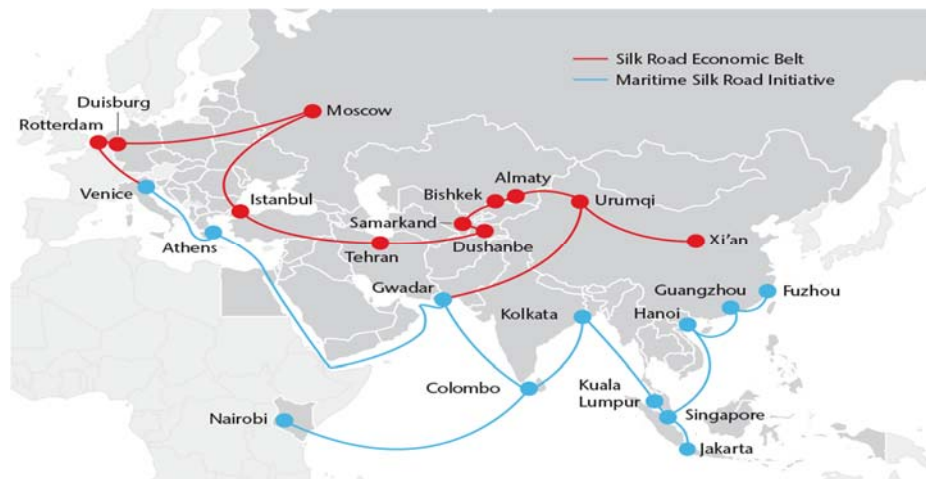 Silk Road Economic Belt
Maritime Silk Road Initiative
Duisburg
Rotterdam
Moscow
Venice
Istanbul
Athens
Almaty
Bishkek
Urumqi
Samarkand
Dushanbe
Tehran
Xi'an
Gwadar
Kolkata
Guangzhou
Fuzhou
Hanoi
Colombo
Kuala
Lumpur
Nairobi
Singapore
Jakarta